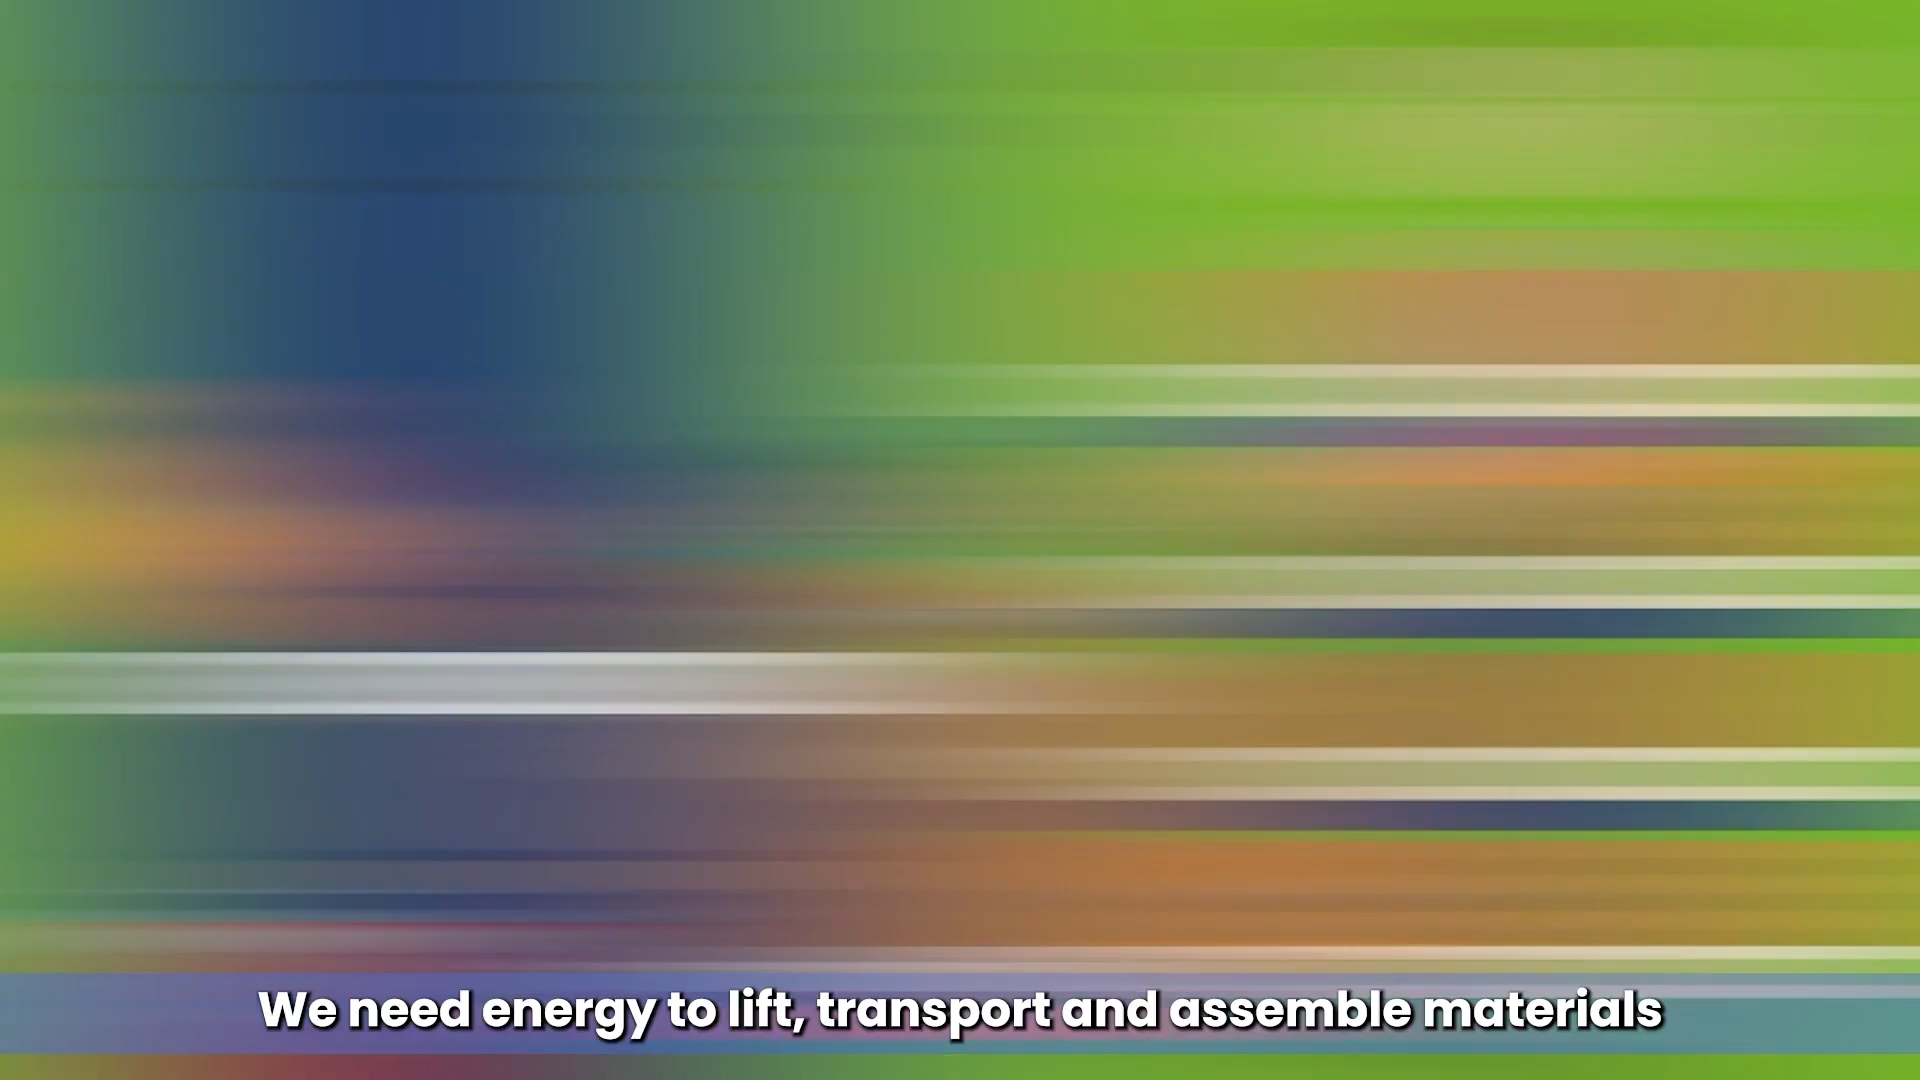 We need energy to lift, transport and assemble materials